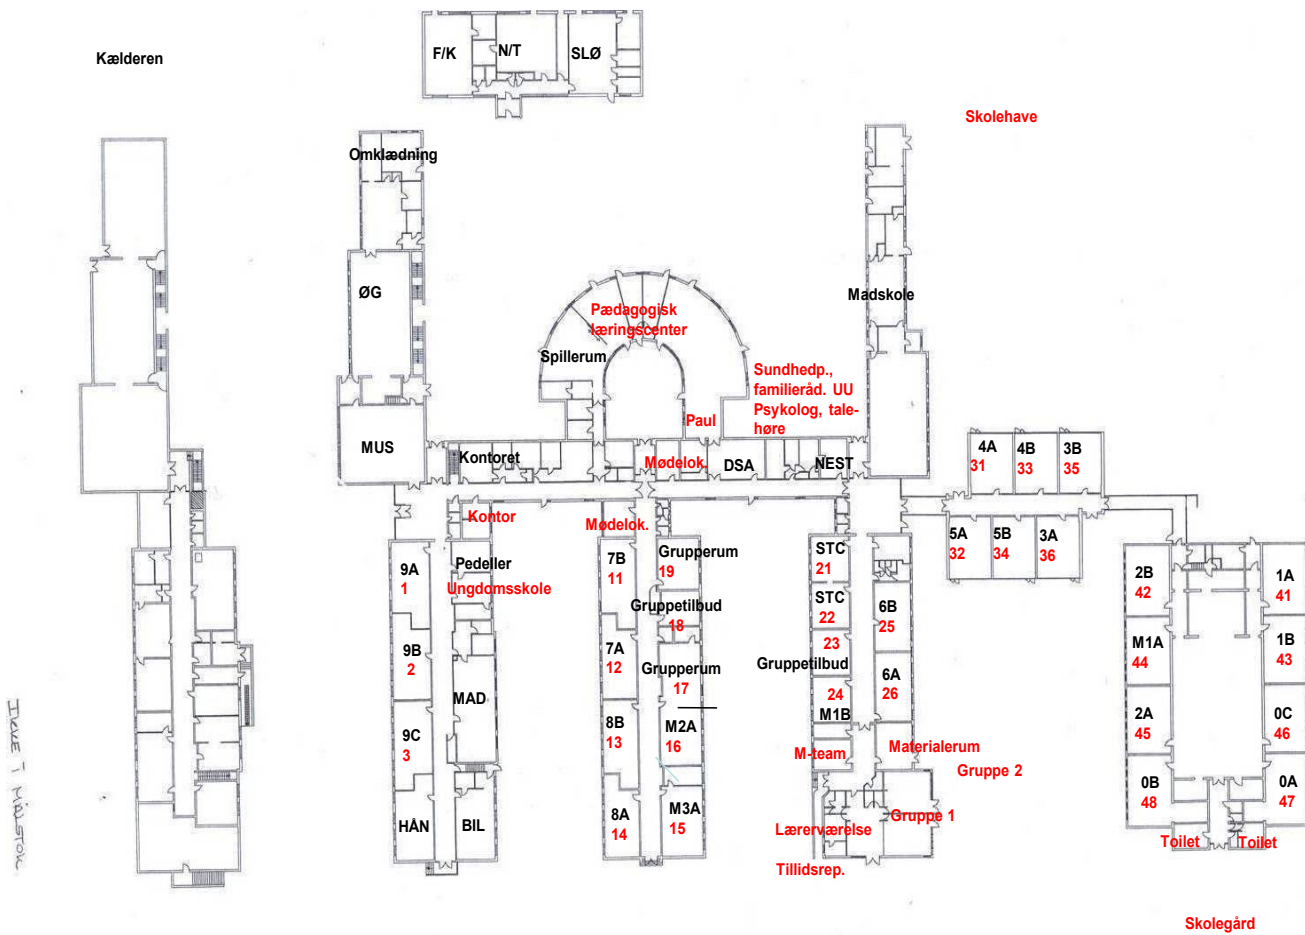 F/K
N/T
SLØ
Kælderen
Skolehave
Omklædning
ØG
Madskole
Pædagogisk
læringscenter
Spillerum
Sundhedp.,
familieråd. UU
Psykolog, tale-
høre
Paul
MUS
Kontoret
Mødelok.
DSA
NEST
4A
31
4B
33
3B
35
Kontor
Mødelok.
5A
32
5B
34
3A
36
9A
1
Pedeller
Ungdomsskole
9B
2
MAD
9C
3
HÅN
BIL
7B
11
Grupperum
19
Gruppetilbud
18
7A
12
Grupperum
17
8B
13
M2A
16
8A
14
M3A
15
STC
21
STC
22
23
Gruppetilbud
24
M1B
M-team
6B
25
6A
26
Materialerum
Gruppe 2
Gruppe 1
Lærerværelse
Tillidsrep.
2B
42
1A
41
M1A
44
1B
43
2A
45
0C
46
0B
48
0A
47
Toilet
Toilet
Skolegård
IKKE I MÅLSTOK